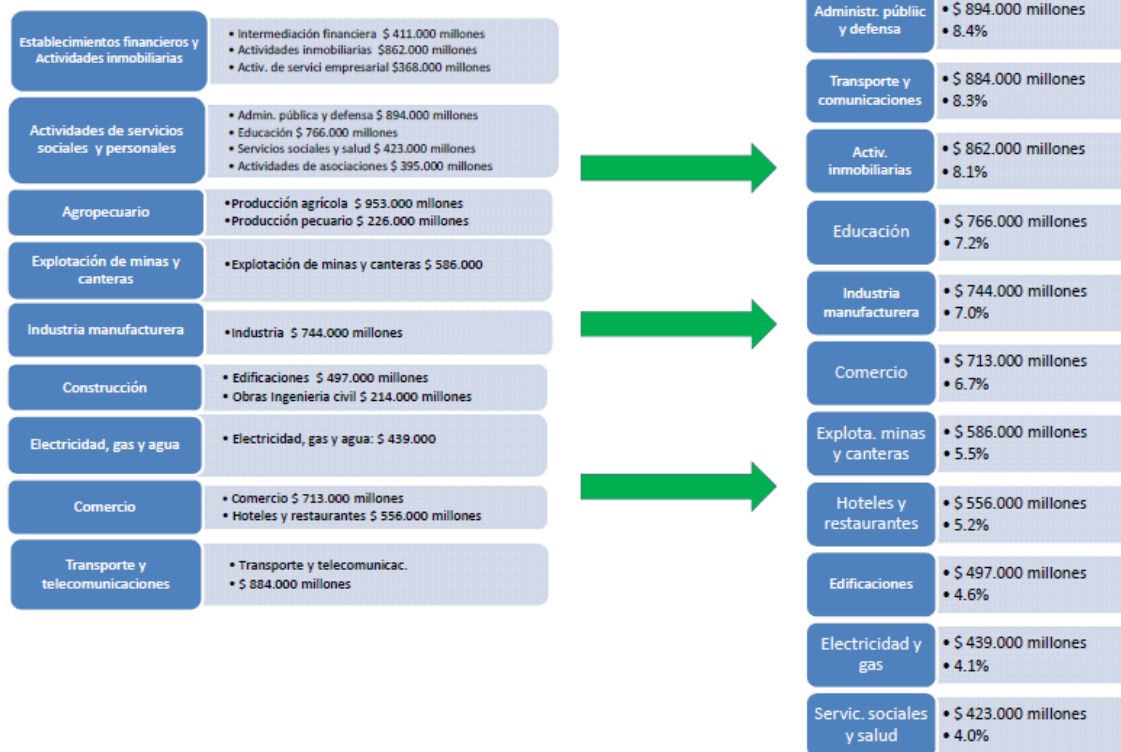 Establecimientos financieros y
Actividades inmobiliarias
• Intermediación financiera $ 411.000 millones
• Actividades inmobiliarias $862.000 millones
• Activ. de servici empresarial $368.000 millones
Actividades de servicios
sociales y personales
• Admin. pública y defensa $ 894.000 millones
• Educación $ 766.000 millones
• Servicios sociales y salud $ 423.000 millones
• Actividades de asociaciones $ 395.000 millones
Agropecuario
•Producción agrícola $ 953.000 mllones
•Producción pecuario $ 226.000 millones
Explotación de minas y
canteras
•Explotación de minas y canteras $ 586.000
Industria manufacturera
•Industria $ 744.000 millones
Construcción
• Edificaciones $ 497.000 millones
• Obras Ingenieria civil $ 214.000 millones
Electricidad, gas y agua
• Electricidad, gas y agua: $ 439.000
Comercio
• Comercio $ 713.000 millones
• Hoteles y restaurantes $ 556.000 millones
Transporte y
telecomunicaciones
• Transporte y telecomunicac.
• $ 884.000 millones
Administr. públiic
y defensa
• $ 894.000 millones
• 8.4%
Transporte y
comunicaciones
• $ 884.000 millones
• 8.3%
Activ.
inmobiliarias
• $ 862.000 millones
• 8.1%
Educación
• $ 766.000 millones
• 7.2%
Industria
manufacturera
• $ 744.000 millones
• 7.0%
Comercio
• $ 713.000 millones
• 6.7%
Explota. minas
y canteras
• $ 586.000 millones
• 5.5%
Hoteles y
restaurantes
• $ 556.000 millones
• 5.2%
Edificaciones
• $ 497.000 millones
• 4.6%
Electricidad y
gas
• $ 439.000 millones
• 4.1%
Servic. sociales
y salud
• $ 423.000 millones
• 4.0%